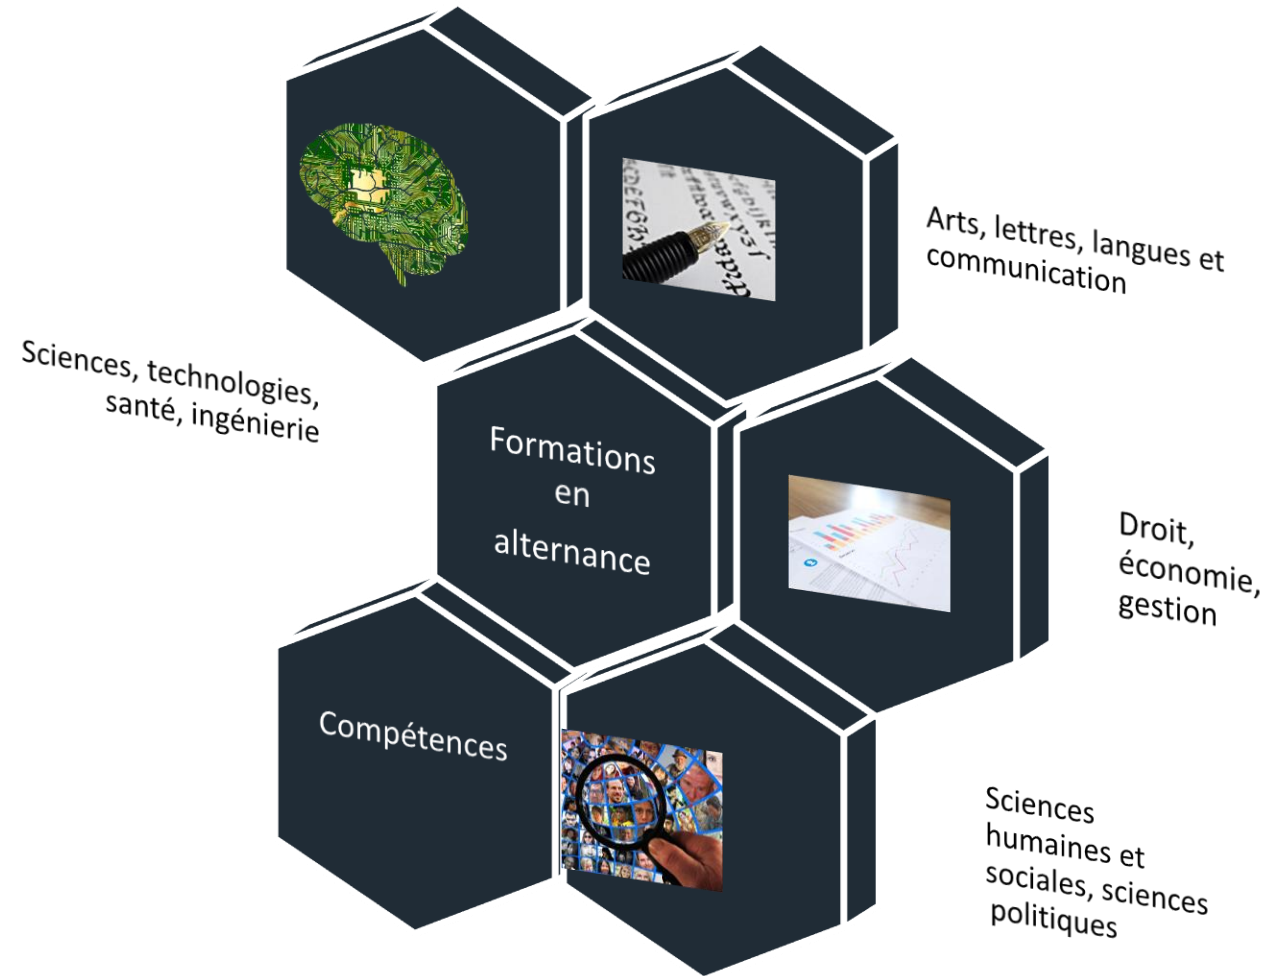 Arts, lettres, langues et
communication
Sciences, technologies,
santé, ingénierie
Formations
en
alternance
Droit,
économie,
gestion
Compétences
Sciences
humaines et
sociales, sciences
politiques